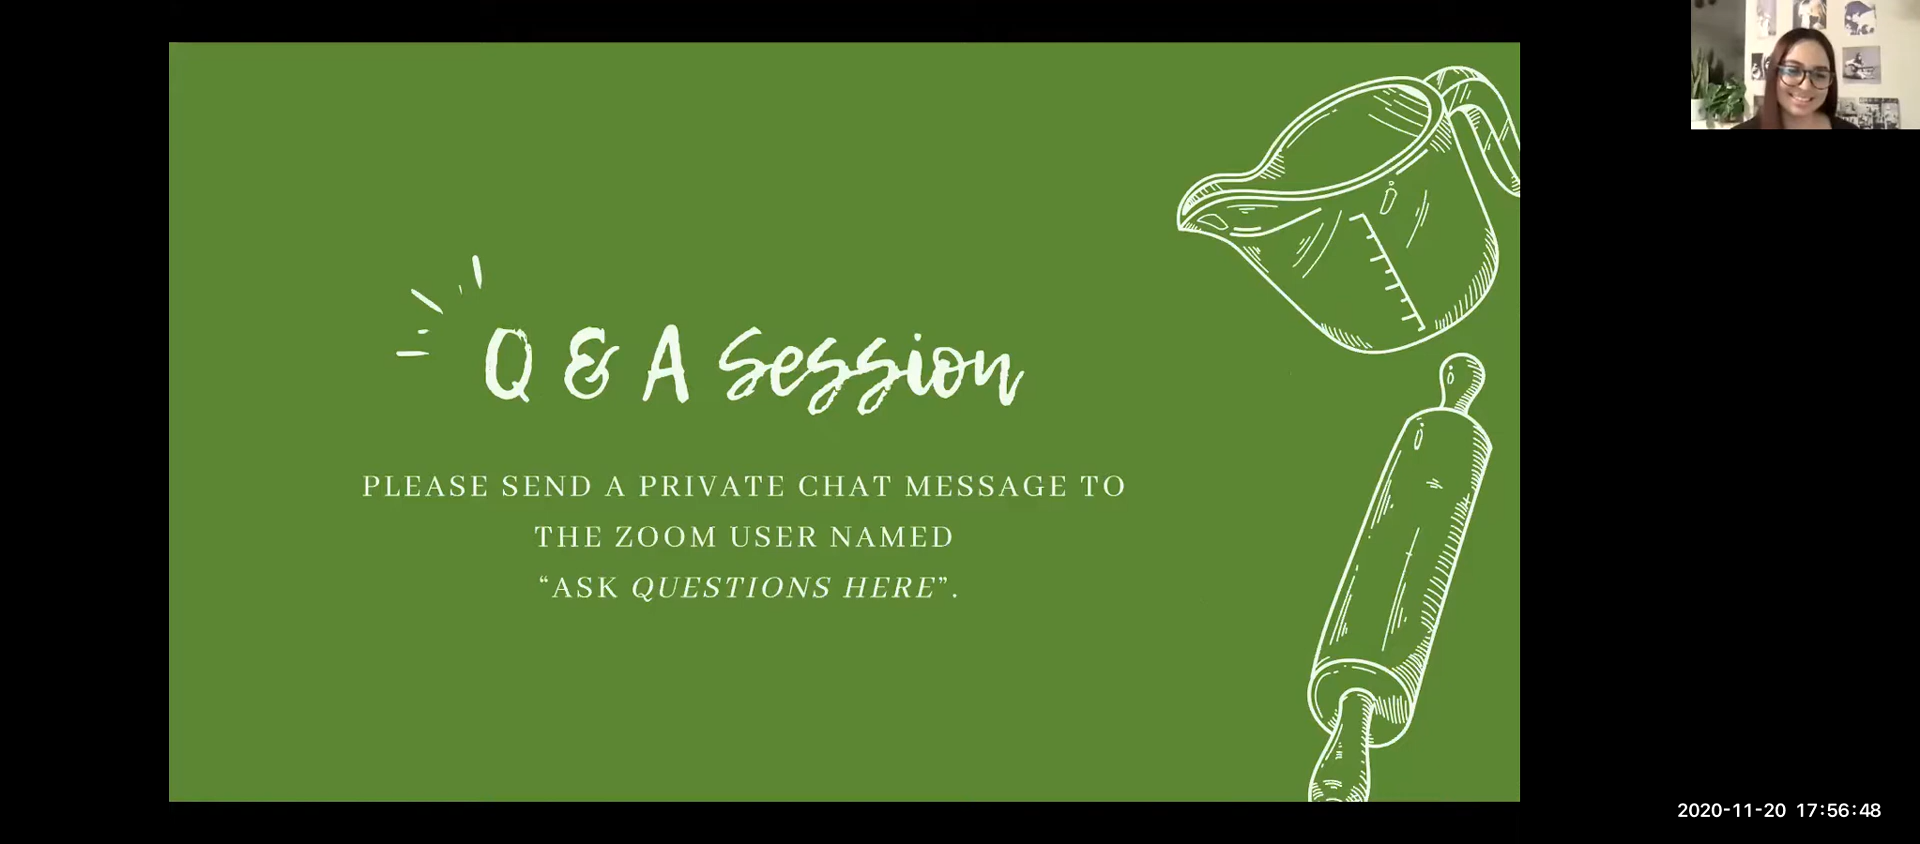 Q & A Session
PLEASE SEND A PRIVATE CHAT MESSAGE TO
THE ZOOM USER NAMED
“ASK QUESTIONS HERE”.
2020-11-20 17:56:48